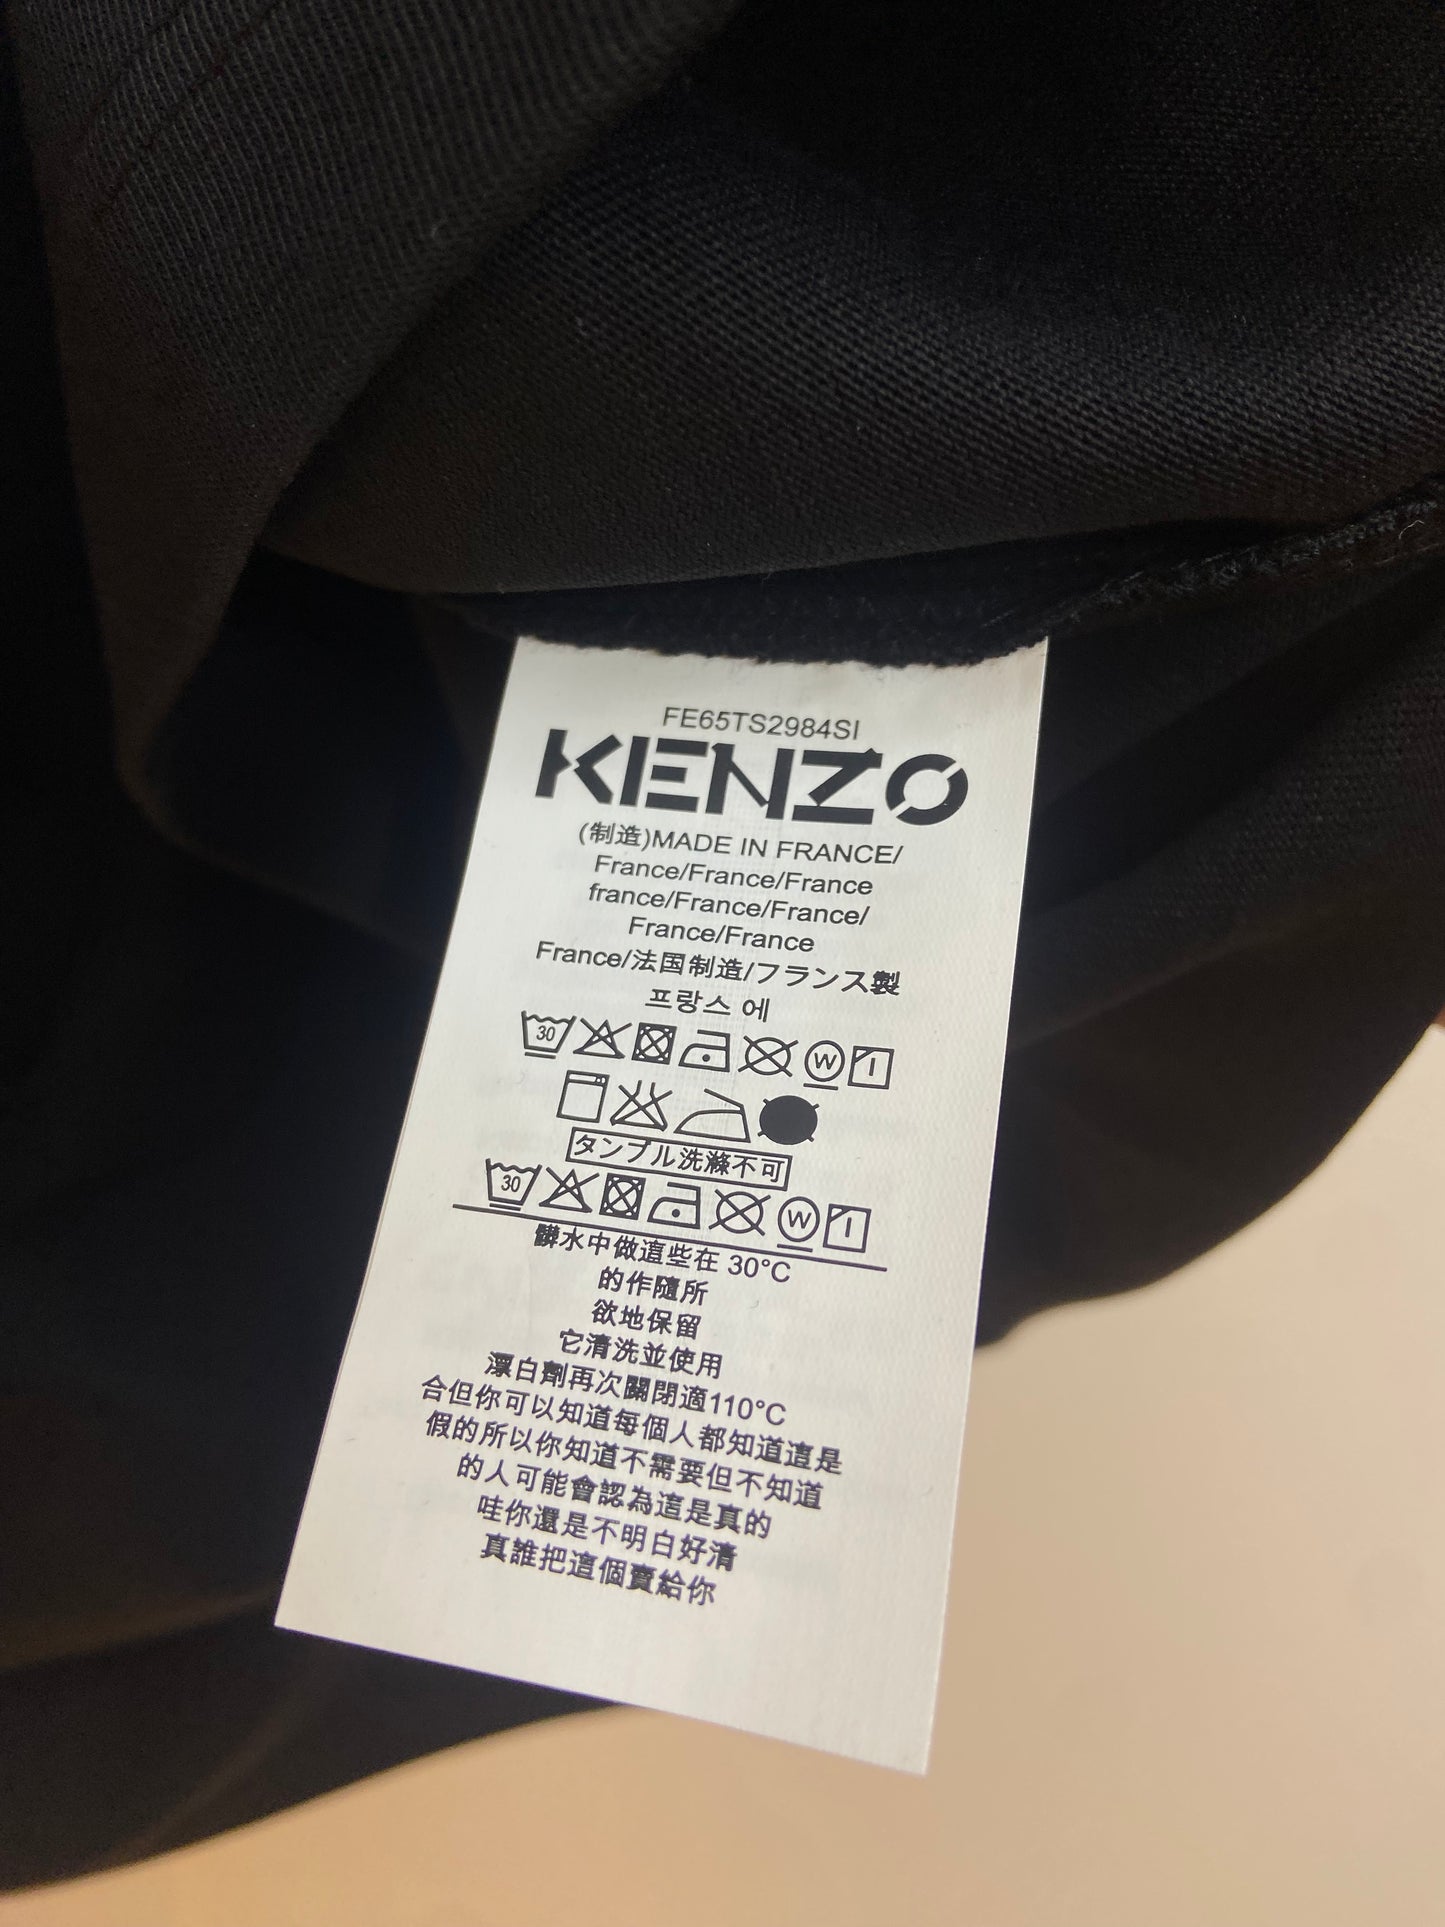 FE65TS2984SI
KENZO
(制造)MADE IN FRANCE/
France/France/France
france/France/France/
France/France
France/法国制造/フランス製
프랑스 에
30 W
タンブル洗滌不可
30 W
髒水中做這些在 30°C
的作隨所
欲地保留
它清洗並使用
漂白劑再次關閉適110°C
合但你可以知道每個人都知道這是
假的所以你知道不需要但不知道
的人可能會認為這是真的
哇你還是不明白好清
真誰把這個賣給你